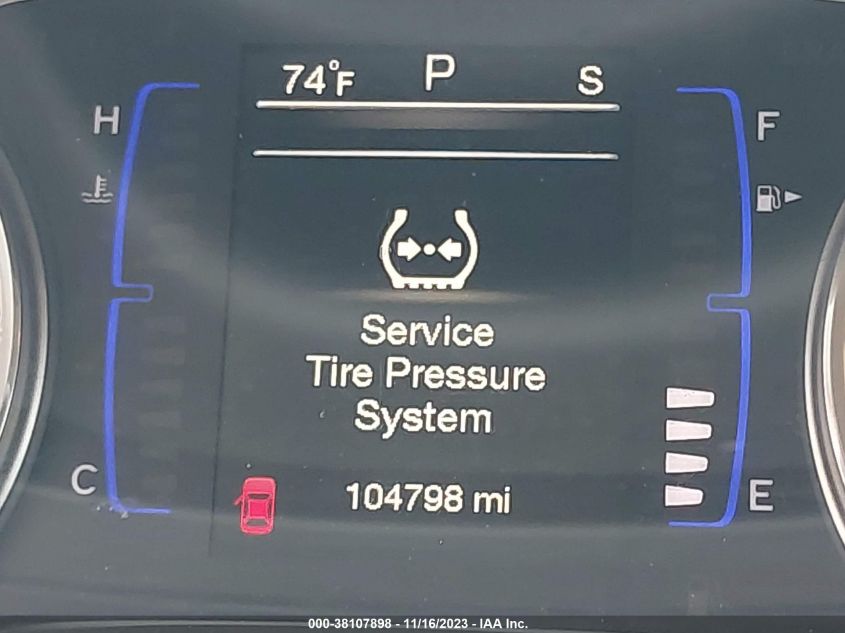 74°F P S
H F
Service
Tire Pressure
System
C E
104798 mi
000-38107898 - 11/16/2023 - IAA Inc.